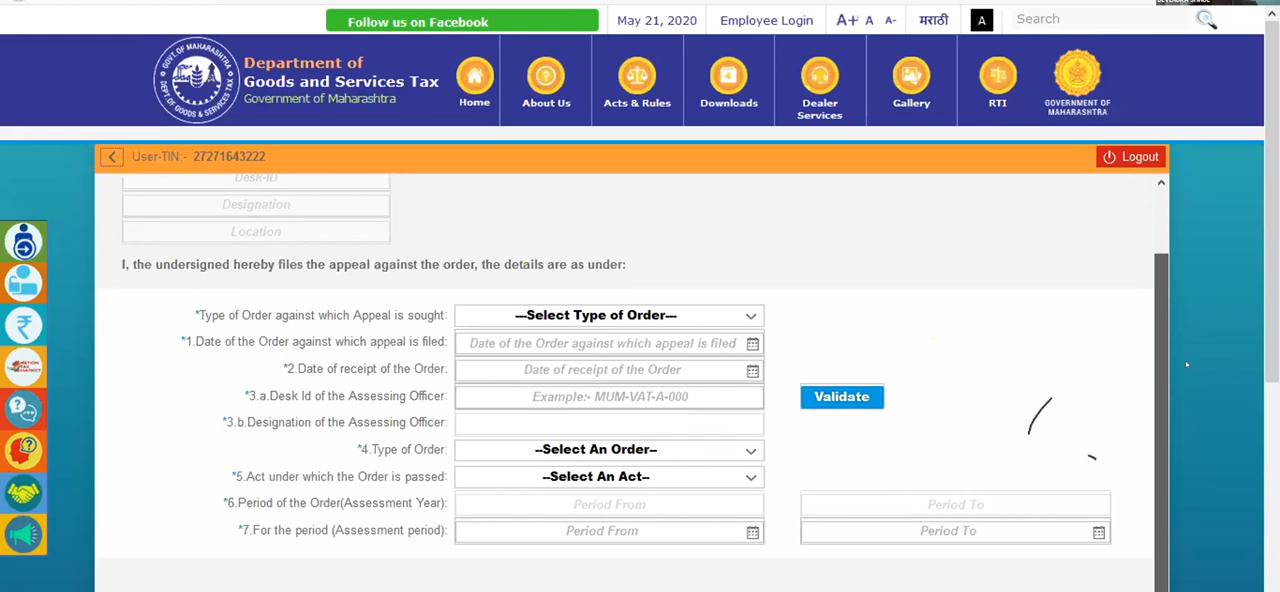 Follow us on Facebook
May 21, 2020
Employee Login
A+ A A-
मराठी
A
Search
Department of
Goods and Services Tax
Government of Maharashtra
Home
About Us
Acts & Rules
Downloads
Dealer
Services
Gallery
RTI
GOVERNMENT OF
MAHARASHTRA
User-TIN:- 27271643222
Logout
Desk-ID
Designation
Location
I, the undersigned hereby files the appeal against the order, the details are as under:
*Type of Order against which Appeal is sought: ---Select Type of Order---
*1.Date of the Order against which appeal is filed: Date of the Order against which appeal is filed
*2.Date of receipt of the Order. Date of receipt of the Order
*3.a.Desk Id of the Assessing Officer: Example:- MUM-VAT-A-000 Validate
*3.b.Designation of the Assessing Officer:
*4.Type of Order: --Select An Order--
*5.Act under which the Order is passed: --Select An Act--
*6.Period of the Order(Assessment Year): Period From Period To
*7.For the period (Assessment period): Period From Period To